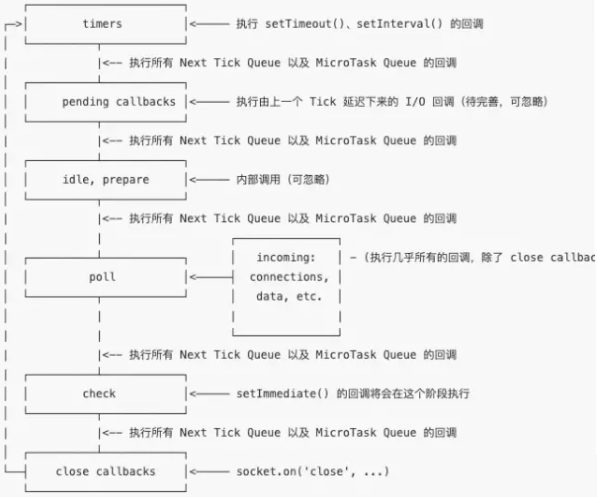 timers
执行 setTimeout()、setInterval() 的回调
<-- 执行所有 Next Tick Queue 以及 MicroTask Queue 的回调
pending callbacks
执行由上一个 Tick 延迟下来的 I/O 回调（待完善，可忽略）
<-- 执行所有 Next Tick Queue 以及 MicroTask Queue 的回调
idle, prepare
内部调用（可忽略）
<-- 执行所有 Next Tick Queue 以及 MicroTask Queue 的回调
incoming:
- (执行几乎所有的回调，除了 close callbac
poll
connections,
data, etc.
<-- 执行所有 Next Tick Queue 以及 MicroTask Queue 的回调
check
setImmediate() 的回调将会在这个阶段执行
<-- 执行所有 Next Tick Queue 以及 MicroTask Queue 的回调
close callbacks
socket.on('close', ...)